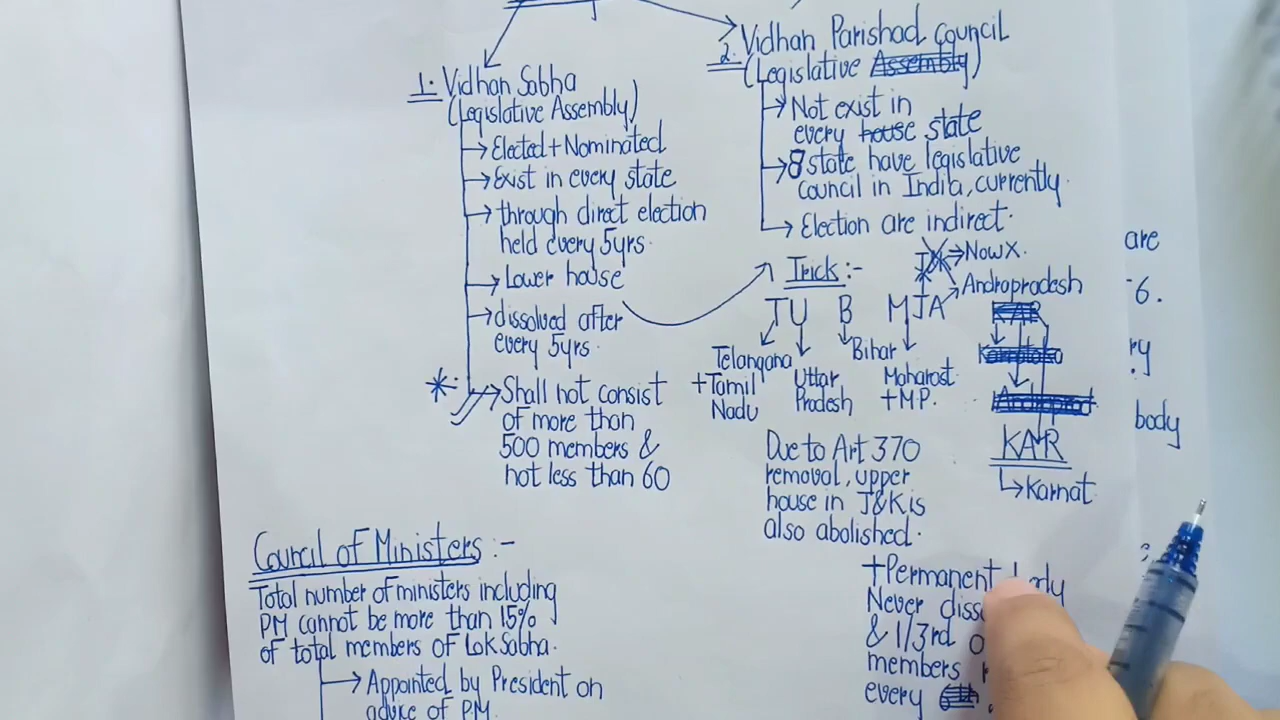 1. Vidhan Sabha
(Legislative Assembly)
Elected + Nominated
Exist in every state
through direct election
held every 5yrs.
Lower house
dissolved after
every 5yrs.
*: Shall not consist
of more than
500 members &
not less than 60
2. Vidhan Parishad Council
(Legislative Assembly)
Not exist in
every house state
8 state have legislative
council in India, currently.
Election are indirect.
Trick :-
Now X.
Andropradesh
T U B M J A
KAR
Telangana
+Tamil
Nadu
Uttar
Pradesh
Bihar
Maharast
+ M.P.
KAR
Karnat
Due to Art 370
removal, upper
house in J&K is
also abolished.
+Permanent body
Never
& 1/3rd
members
every
Council of Ministers :-
Total number of ministers including
PM cannot be more than 15%
of total members of Lok Sabha.
Appointed by President on
advice of PM.
are
-6.
ry
body